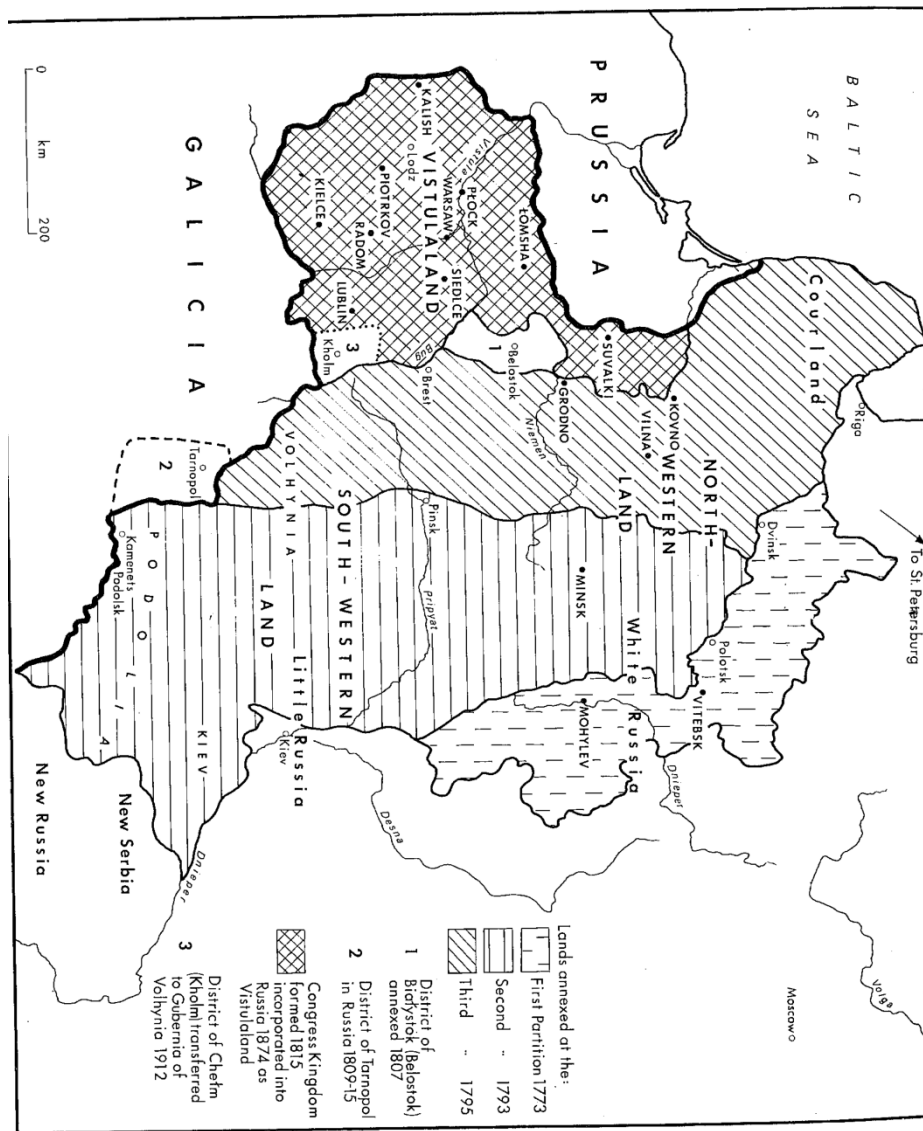 BALTIC
SEA
PRUSSIA
Courland
Riga
To St. Petersburg
Dvinsk
Polotsk
VITEBSK
KOVNO
VILNA
NORTH-
WESTERN
LAND
SUVALKI
GRODNO
Niemen
MINSK
White Russia
MOHYLEV
Dnieper
Volga
Moscow
ŁOMSHA
1
Belostok
PŁOCK
Vistula
WARSAW
SIEDLCE
VISTULALAND
KALISH
Lodz
PIOTRKOV
RADOM
KIELCE
LUBLIN
Bug
Brest
3
Kholm
Pinsk
Pripyat
SOUTH-WESTERN
LAND
VOLHYNIA
Little Russia
Kiev
Desna
GALICIA
Tarnopol
2
Kamenets
Podolsk
PODOLIA
KIEV
Dnieper
New Serbia
New Russia
0
km
200
Lands annexed at the:
First Partition 1773
Second " 1793
Third " 1795
1 District of
Białystok (Belostok)
annexed 1807
2 District of Tarnopol
in Russia 1809-15
Congress Kingdom
formed 1815
incorporated into
Russia 1874 as
Vistulaland
3 District of Chełm
(Kholm) transferred
to Gubernia of
Volhynia 1912